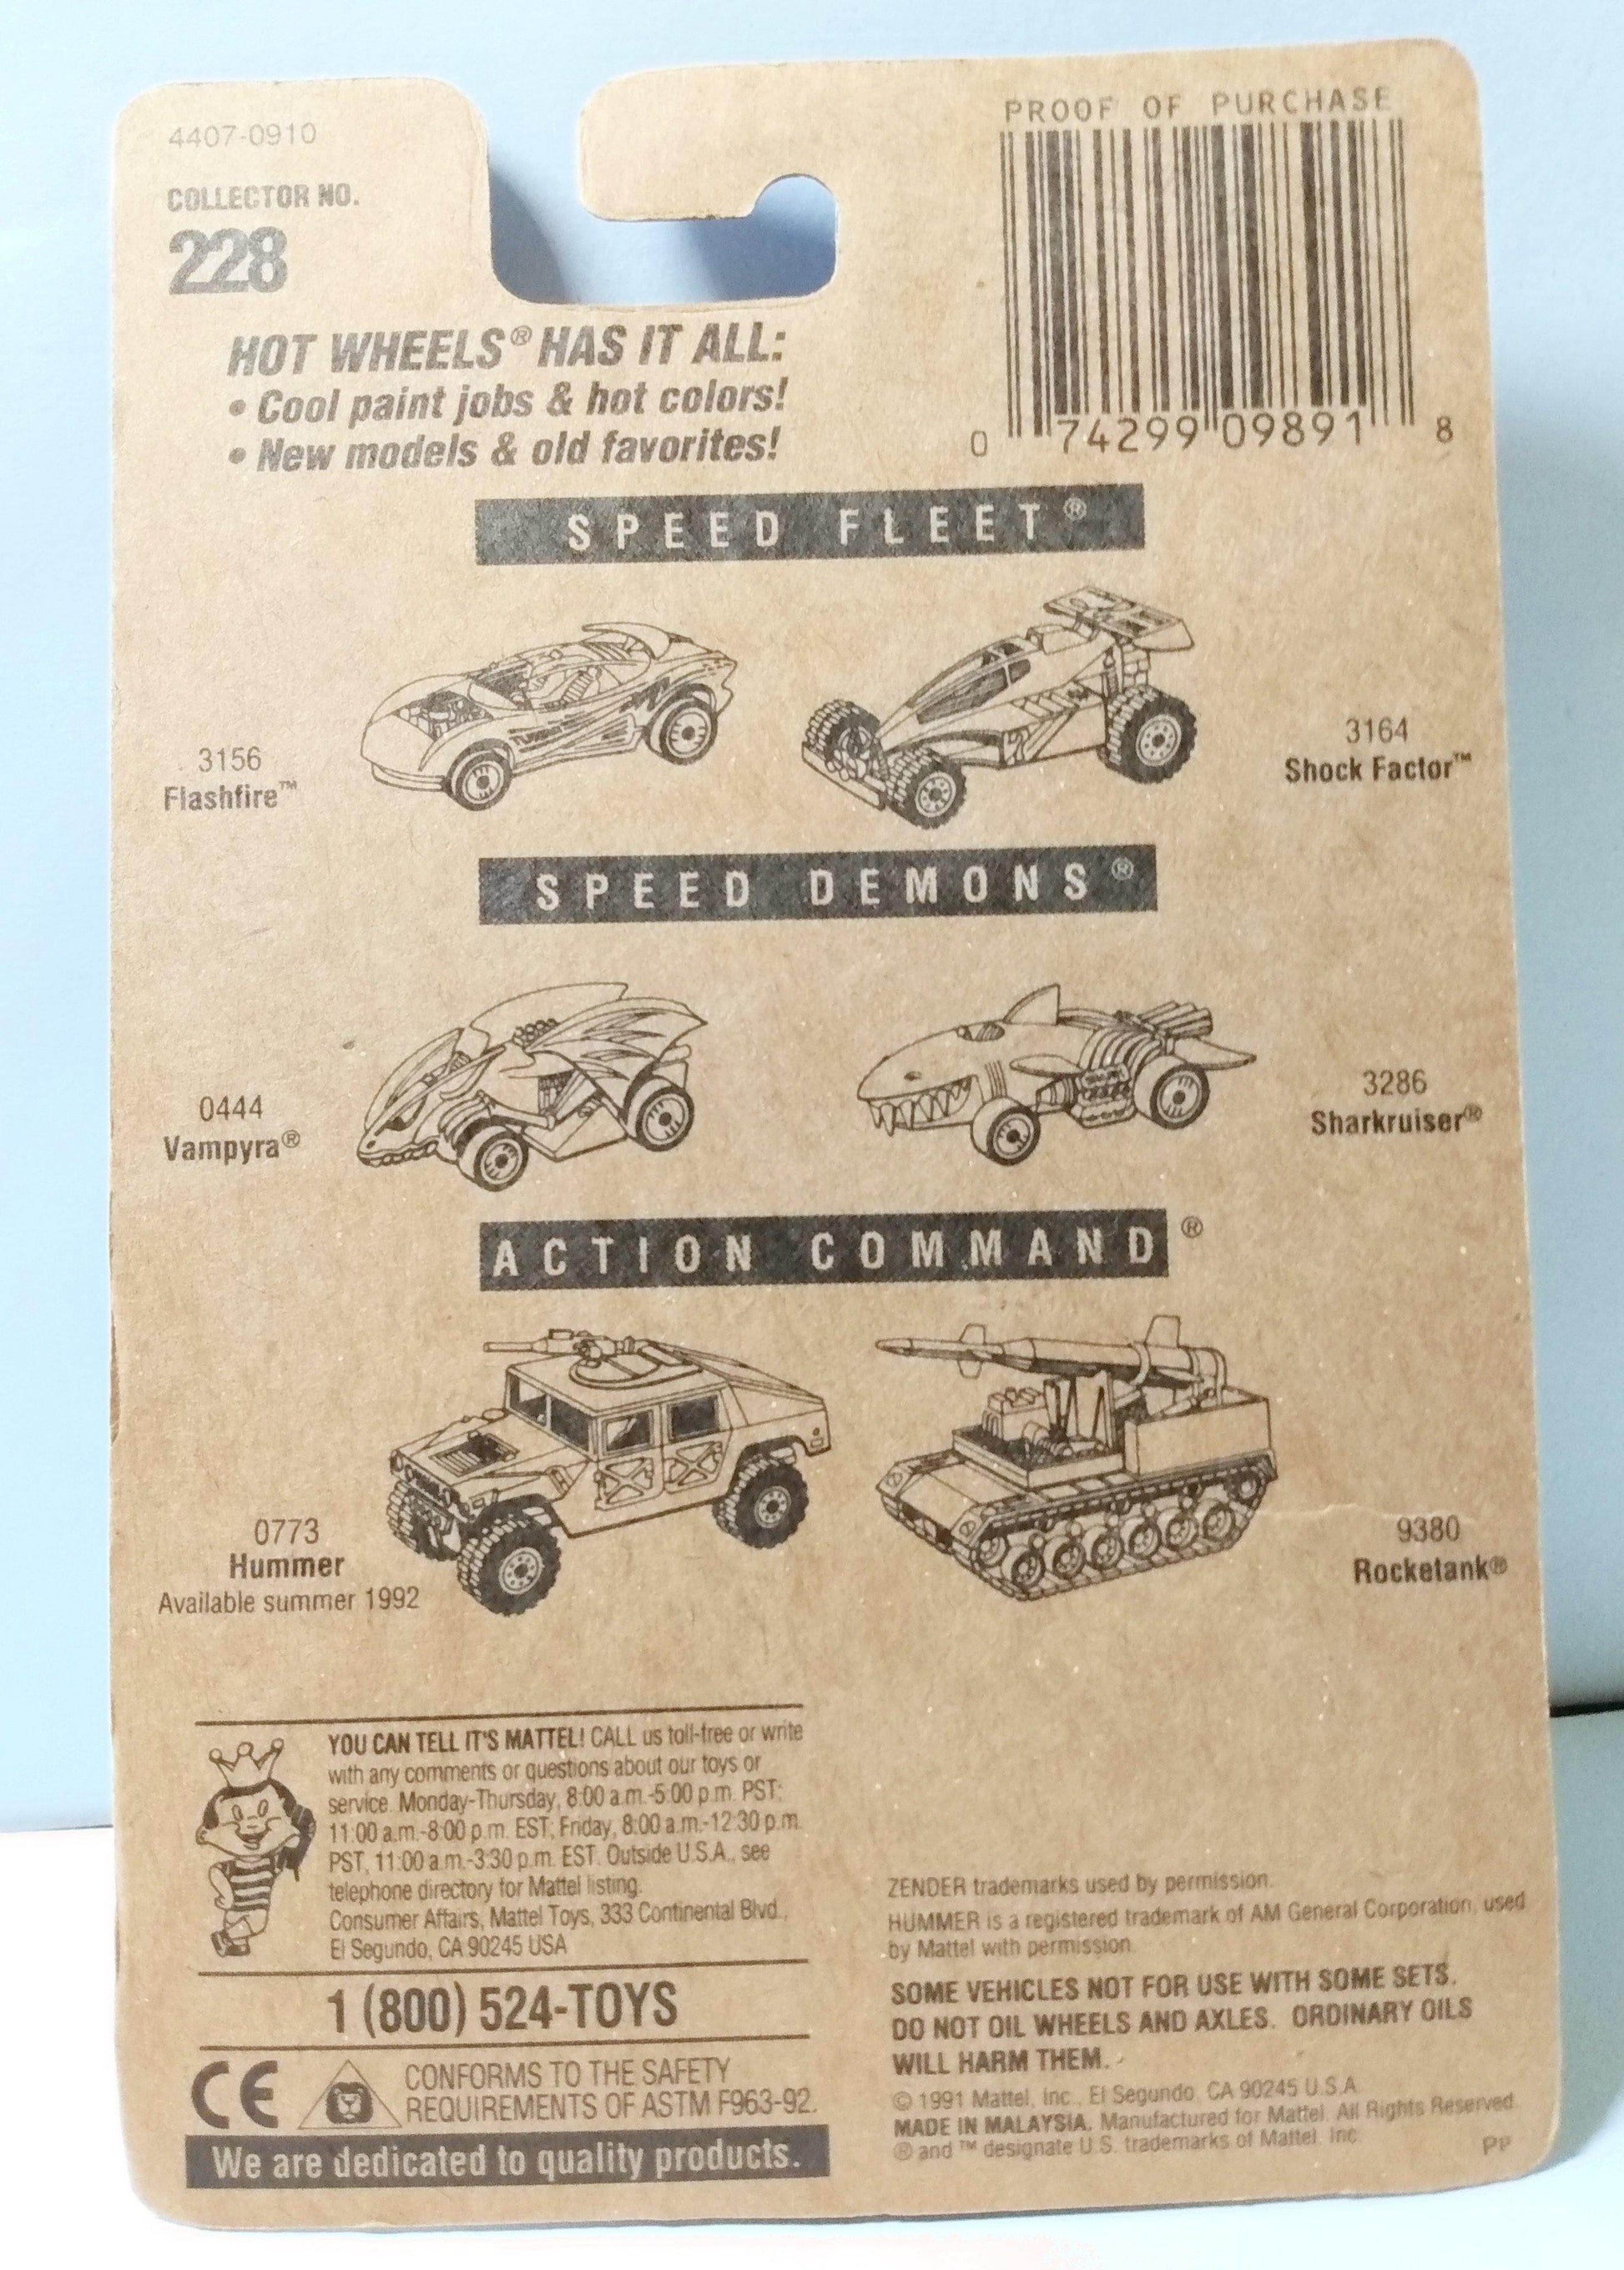 4407-0910
COLLECTOR NO.
228
PROOF OF PURCHASE
0 74299 09891 8
HOT WHEELS® HAS IT ALL:
• Cool paint jobs & hot colors!
• New models & old favorites!
SPEED FLEET®
3156
Flashfire™
3164
Shock Factor™
SPEED DEMONS®
0444
Vampyra®
3286
Sharkruiser®
ACTION COMMAND®
0773
Hummer
Available summer 1992
9380
Rocketank®
YOU CAN TELL IT'S MATTEL! CALL us toll-free or write
with any comments or questions about our toys or
service. Monday-Thursday, 8:00 a.m.-5:00 p.m. PST;
11:00 a.m.-8:00 p.m. EST; Friday, 8:00 a.m.-12:30 p.m.
PST, 11:00 a.m.-3:30 p.m. EST. Outside U.S.A., see
telephone directory for Mattel listing.
Consumer Affairs, Mattel Toys, 333 Continental Blvd.,
El Segundo, CA 90245 USA
1 (800) 524-TOYS
CE
CONFORMS TO THE SAFETY
REQUIREMENTS OF ASTM F963-92.
We are dedicated to quality products.
ZENDER trademarks used by permission.
HUMMER is a registered trademark of AM General Corporation, used
by Mattel with permission.
SOME VEHICLES NOT FOR USE WITH SOME SETS.
DO NOT OIL WHEELS AND AXLES. ORDINARY OILS
WILL HARM THEM.
© 1991 Mattel, Inc., El Segundo, CA 90245 U.S.A.
MADE IN MALAYSIA. Manufactured for Mattel. All Rights Reserved.
® and ™ designate U.S. trademarks of Mattel, Inc.
PP